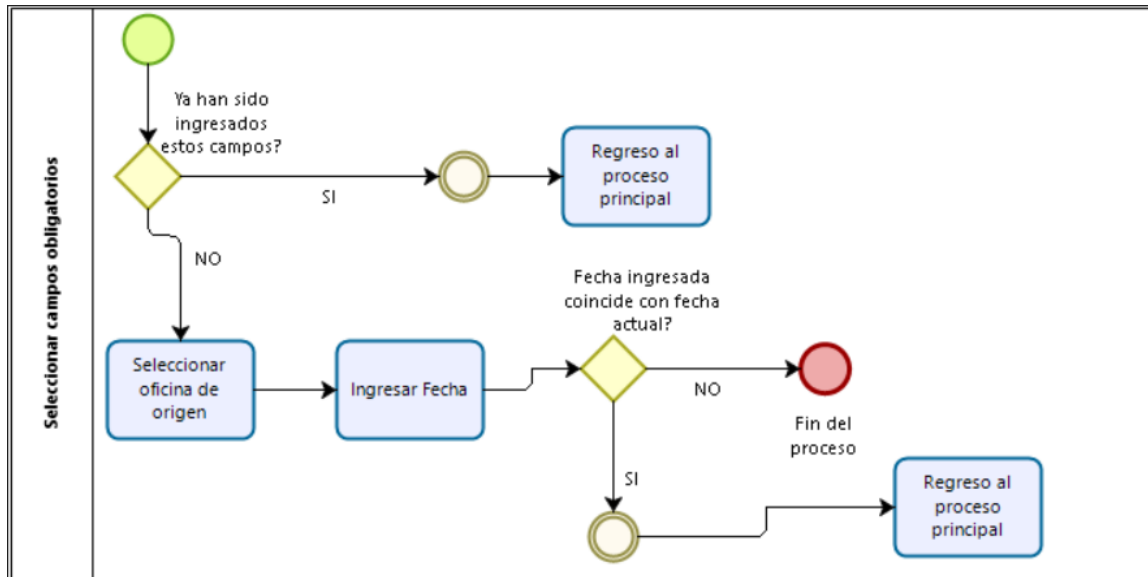 Seleccionar campos obligatorios
Ya han sido
ingresados
estos campos?
SI
Regreso al
proceso
principal
NO
Fecha ingresada
coincide con fecha
actual?
Seleccionar
oficina de
origen
Ingresar Fecha
NO
Fin del
proceso
SI
Regreso al
proceso
principal